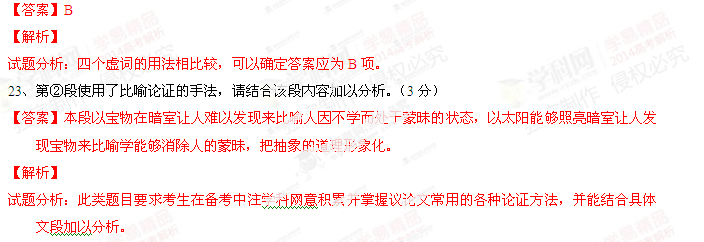 【答案】B
【解析】
试题分析：四个虚词的用法相比较，可以确定答案应为 B 项。
23、第②段使用了比喻论证的手法，请结合该段内容加以分析。（3 分）
【答案】本段以宝物在暗室让人难以发现来比喻人因不学而处于蒙昧的状态，以太阳能够照亮暗室让人发
现宝物来比喻学能够消除人的蒙昧，把抽象的道理形象化。
【解析】
试题分析：此类题目要求考生在备考中注学科网意积累并掌握议论文常用的各种论证方法，并能结合具体
文段加以分析。